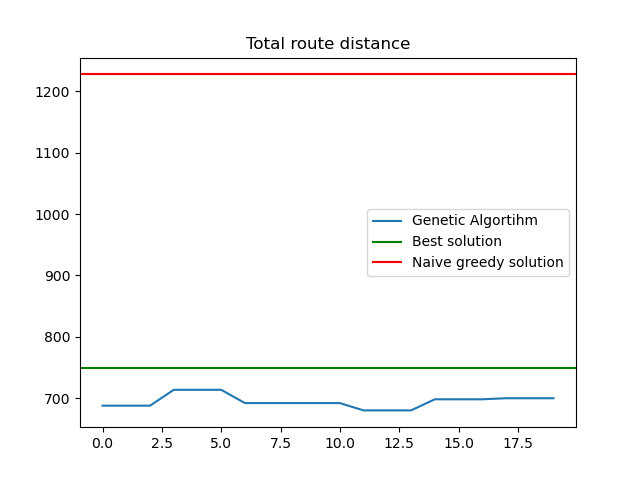 Total route distance
1200
1100
1000
900
800
700
Genetic Algortihm
Best solution
Naive greedy solution
0.0 2.5 5.0 7.5 10.0 12.5 15.0 17.5